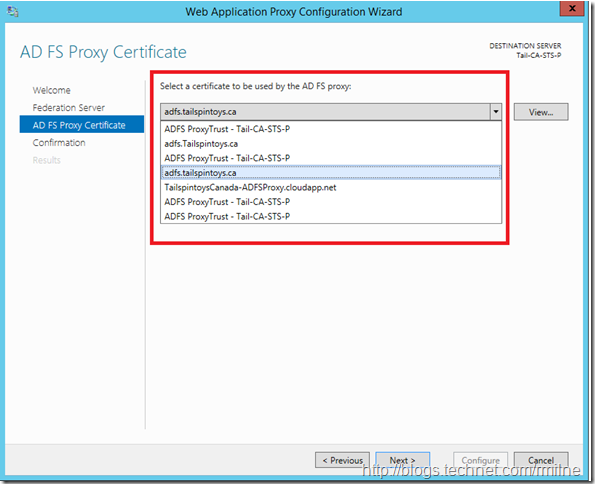 Web Application Proxy Configuration Wizard
AD FS Proxy Certificate
DESTINATION SERVER
Tail-CA-STS-P
Welcome
Federation Server
AD FS Proxy Certificate
Confirmation
Results
Select a certificate to be used by the AD FS proxy:
adfs.tailspintoys.ca
View...
ADFS ProxyTrust - Tail-CA-STS-P
adfs.Tailspintoys.ca
ADFS ProxyTrust - Tail-CA-STS-P
adfs.tailspintoys.ca
TailspintoysCanada-ADFSProxy.cloudapp.net
ADFS ProxyTrust - Tail-CA-STS-P
ADFS ProxyTrust - Tail-CA-STS-P
< Previous
Next >
Configure
Cancel
http://blogs.technet.com/rmilne